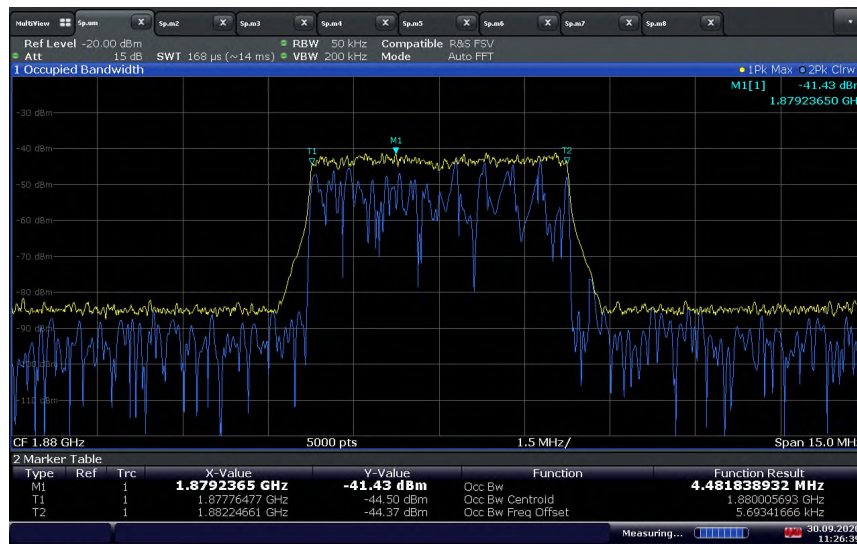 MultiView Sp.um X Sp.m2 X Sp.m3 X Sp.m4 X Sp.m5 X Sp.m6 X Sp.m7 X Sp.m8 X
Ref Level -20.00 dBm RBW 50 kHz Compatible R&S FSV
Att 15 dB SWT 168 µs (~14 ms) VBW 200 kHz Mode Auto FFT
1 Occupied Bandwidth 1Pk Max 2Pk Clrw
M1[1] -41.43 dBm
1.87923650 GH
-30 dBm
-40 dBm
M1
T1 T2
-50 dBm
-60 dBm
-70 dBm
-80 dBm
-90 dBm
-100 dBm
-110 dBm
CF 1.88 GHz 5000 pts 1.5 MHz/ Span 15.0 MH
2 Marker Table
Type Ref Trc X-Value Y-Value Function Function Result
M1 1 1.8792365 GHz -41.43 dBm Occ Bw 4.481838932 MHz
T1 1 1.87776477 GHz -44.50 dBm Occ Bw Centroid 1.880005693 GHz
T2 1 1.88224661 GHz -44.37 dBm Occ Bw Freq Offset 5.69341666 kHz
Measuring... 30.09.2020
11:26:39